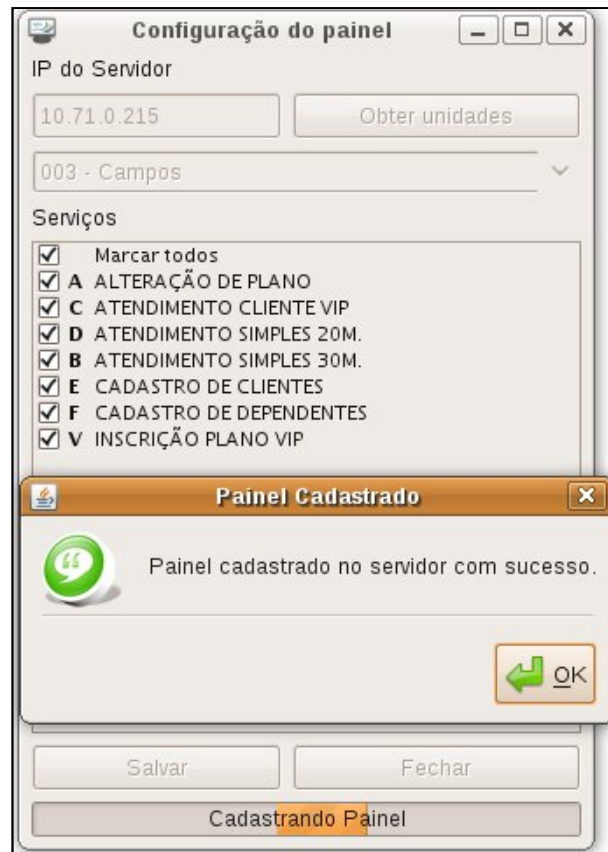 Configuração do painel
IP do Servidor
10.71.0.215 Obter unidades
003 - Campos
Serviços
Marcar todos
A ALTERAÇÃO DE PLANO
C ATENDIMENTO CLIENTE VIP
D ATENDIMENTO SIMPLES 20M.
B ATENDIMENTO SIMPLES 30M.
E CADASTRO DE CLIENTES
F CADASTRO DE DEPENDENTES
V INSCRIÇÃO PLANO VIP
Painel Cadastrado
Painel cadastrado no servidor com sucesso.
OK
Salvar Fechar
Cadastrando Painel